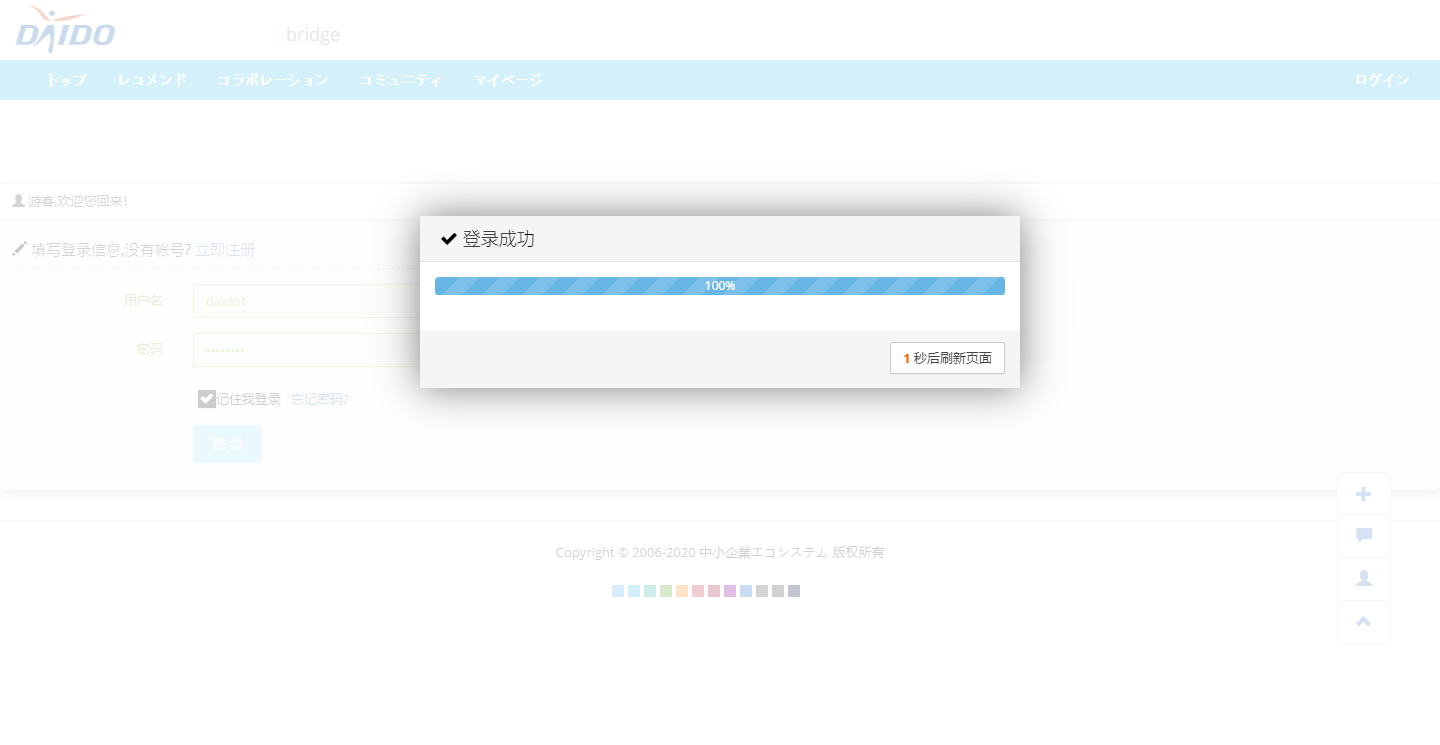 DAIDO
bridge
トップ レコメンド コラボレーション コミュニティ マイページ ログイン
游客,欢迎您回来!
登录成功
填写登录信息,没有帐号? 立即注册
100%
用户名 daido1
密码 ••••••••
1 秒后刷新页面
记住我登录 忘记密码?
登 录
Copyright © 2006-2020 中小企業エコシステム 版权所有